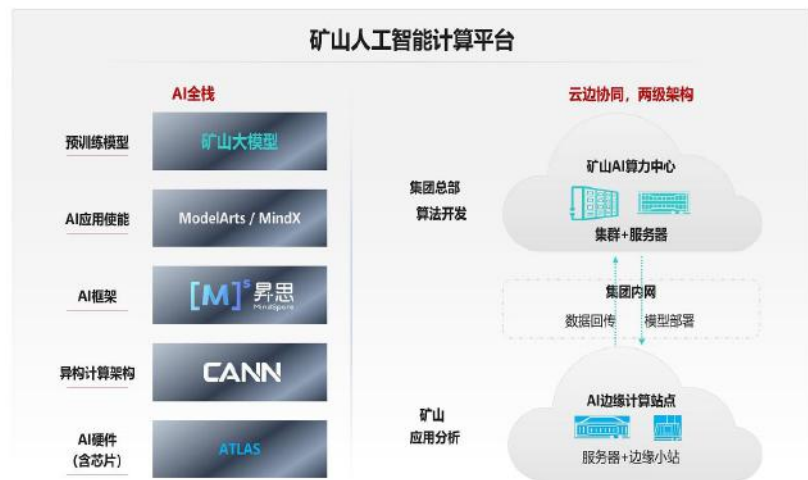 矿山人工智能计算平台
AI全栈
预训练模型
矿山大模型
AI应用使能
ModelArts / MindX
AI框架
[M]s 昇思
MindSpore
异构计算架构
CANN
AI硬件
(含芯片)
ATLAS
云边协同，两级架构
集团总部
算法开发
矿山AI算力中心
集群+服务器
集团内网
数据回传
模型部署
矿山
应用分析
AI边缘计算站点
服务器+边缘小站